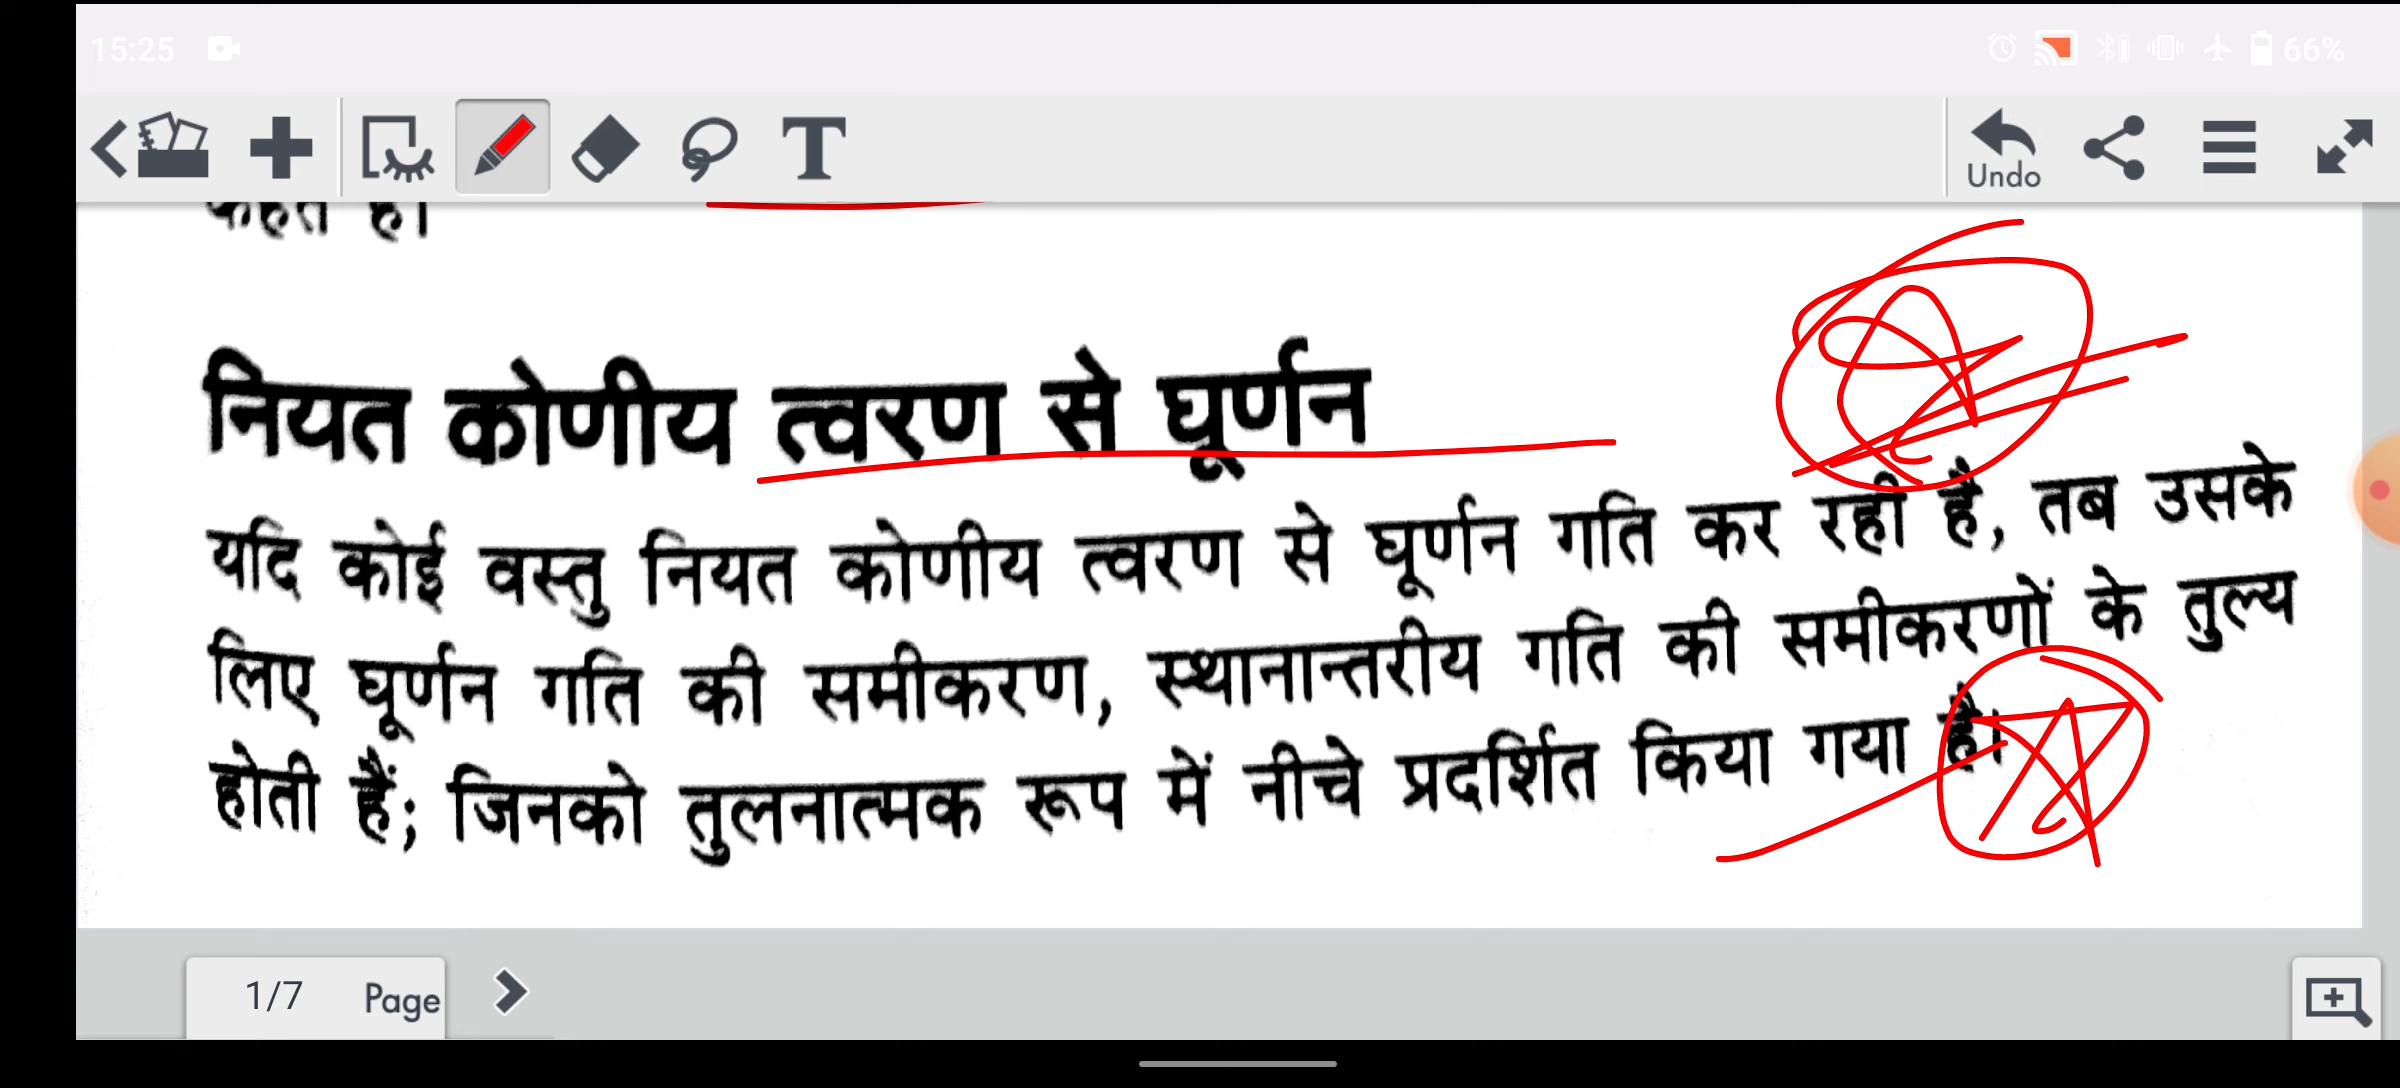 15:25
66%
T
Undo
कहते हैं।
नियत कोणीय त्वरण से घूर्णन
यदि कोई वस्तु नियत कोणीय त्वरण से घूर्णन गति कर रही है, तब उसके
लिए घूर्णन गति की समीकरण, स्थानान्तरीय गति की समीकरणों के तुल्य
होती हैं; जिनको तुलनात्मक रूप में नीचे प्रदर्शित किया गया है।
1/7 Page